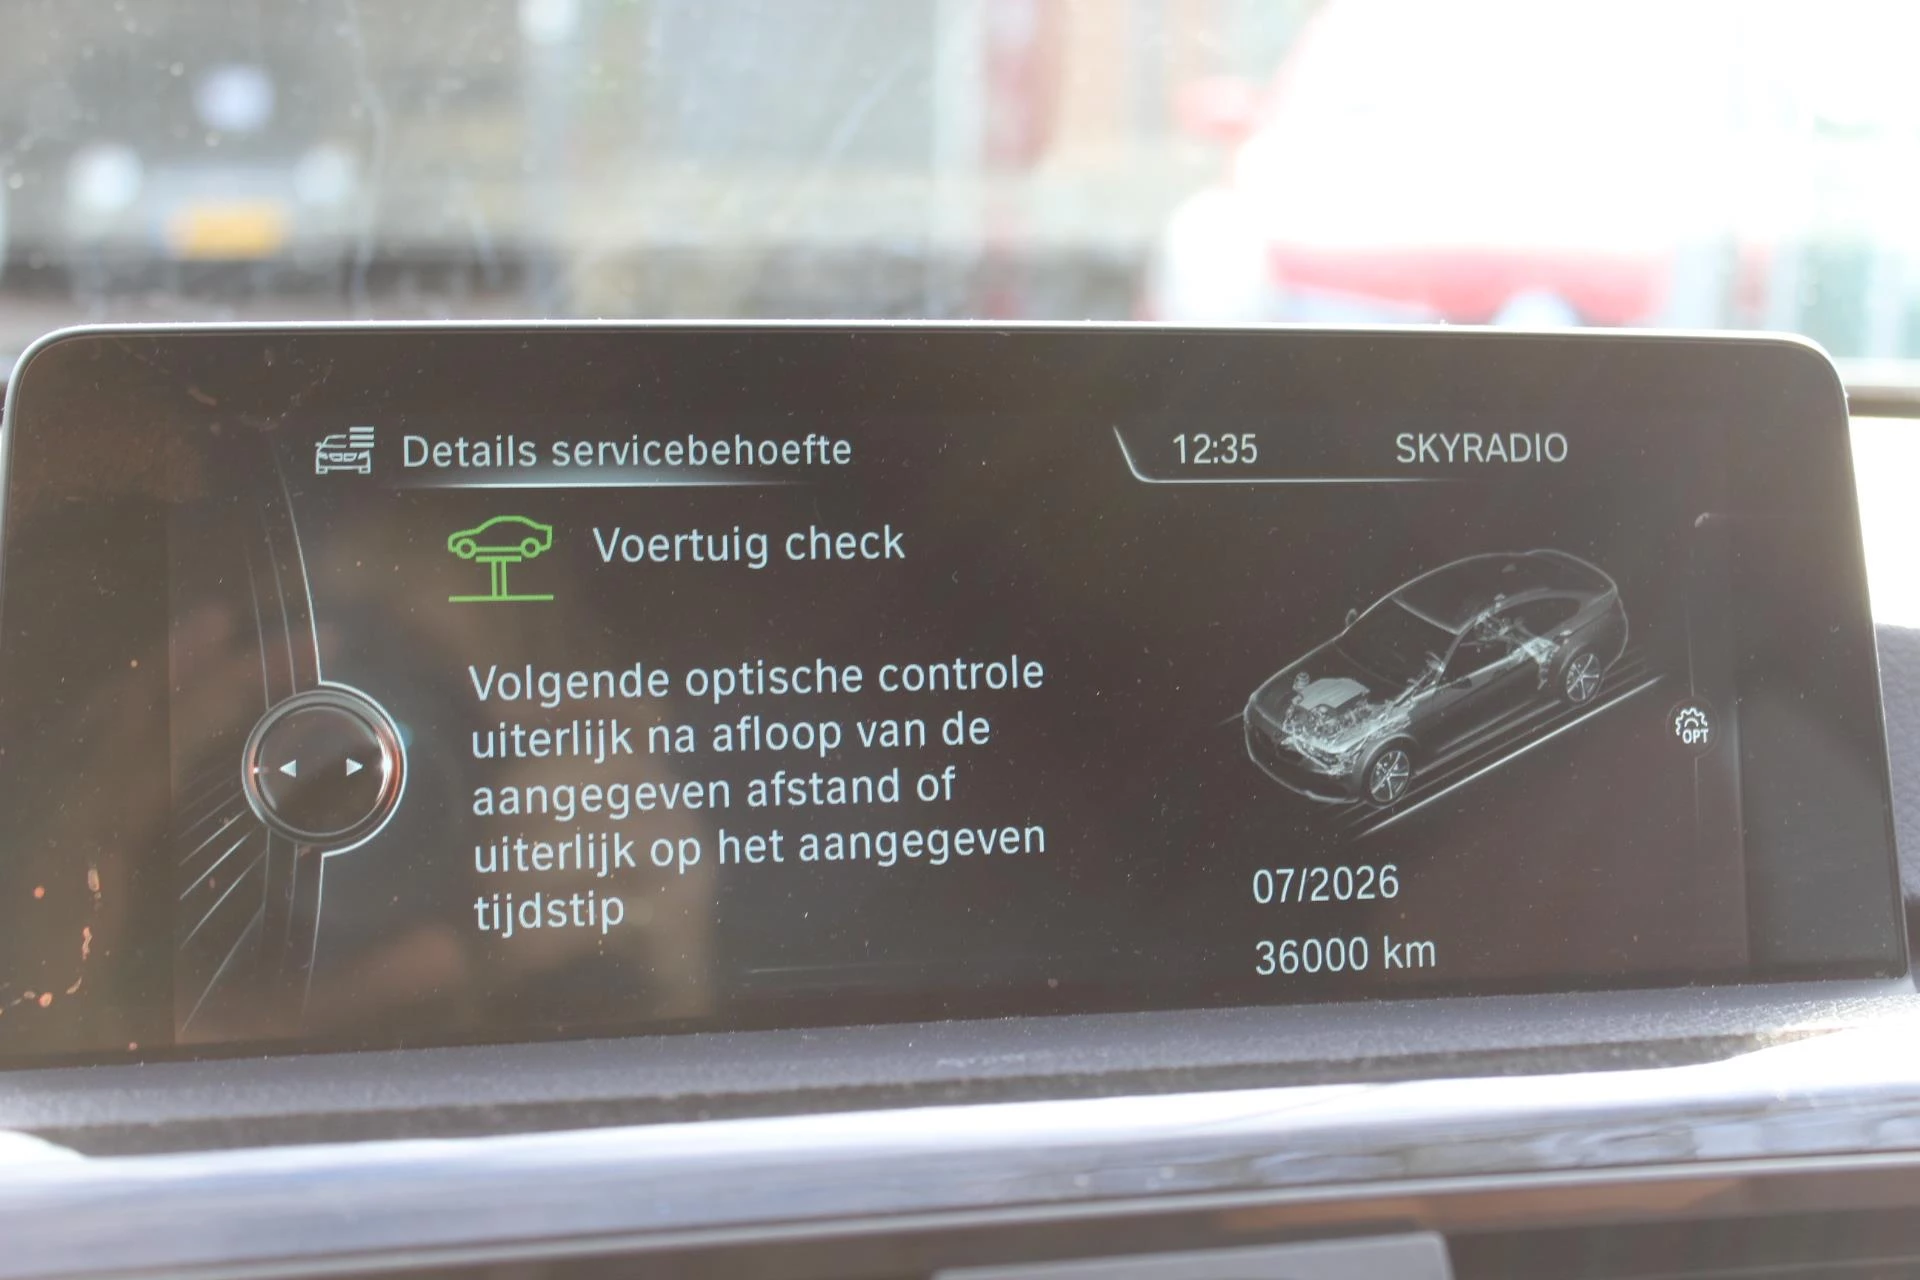 Details servicebehoefte
12:35 SKYRADIO
Voertuig check
Volgende optische controle
uiterlijk na afloop van de
aangegeven afstand of
uiterlijk op het aangegeven
tijdstip
OPT
07/2026
36000 km